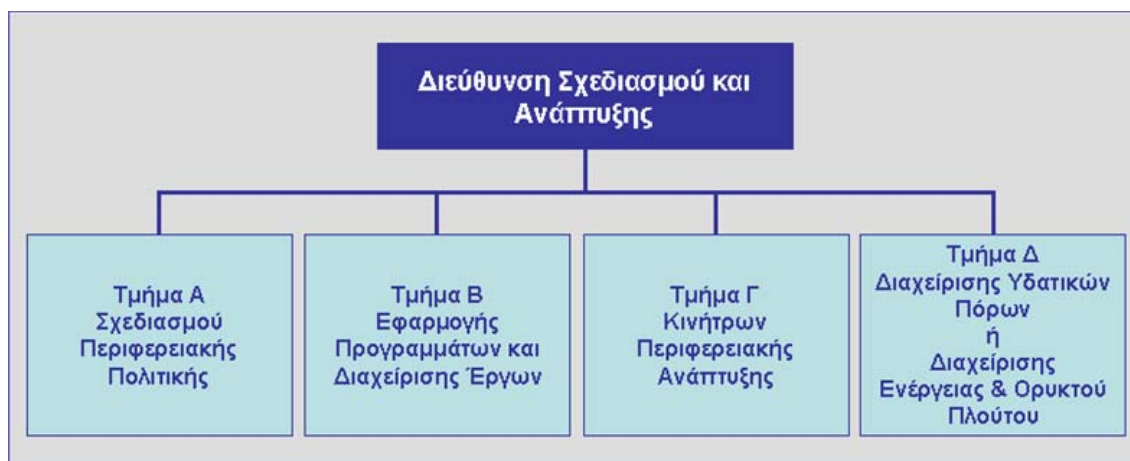 Διεύθυνση Σχεδιασμού και
Ανάπτυξης
Τμήμα Α
Σχεδιασμού
Περιφερειακής
Πολιτικής
Τμήμα Β
Εφαρμογής
Προγραμμάτων και
Διαχείρισης Έργων
Τμήμα Γ
Κινήτρων
Περιφερειακής
Ανάπτυξης
Τμήμα Δ
Διαχείρισης Υδατικών
Πόρων
ή
Διαχείρισης
Ενέργειας & Ορυκτού
Πλούτου